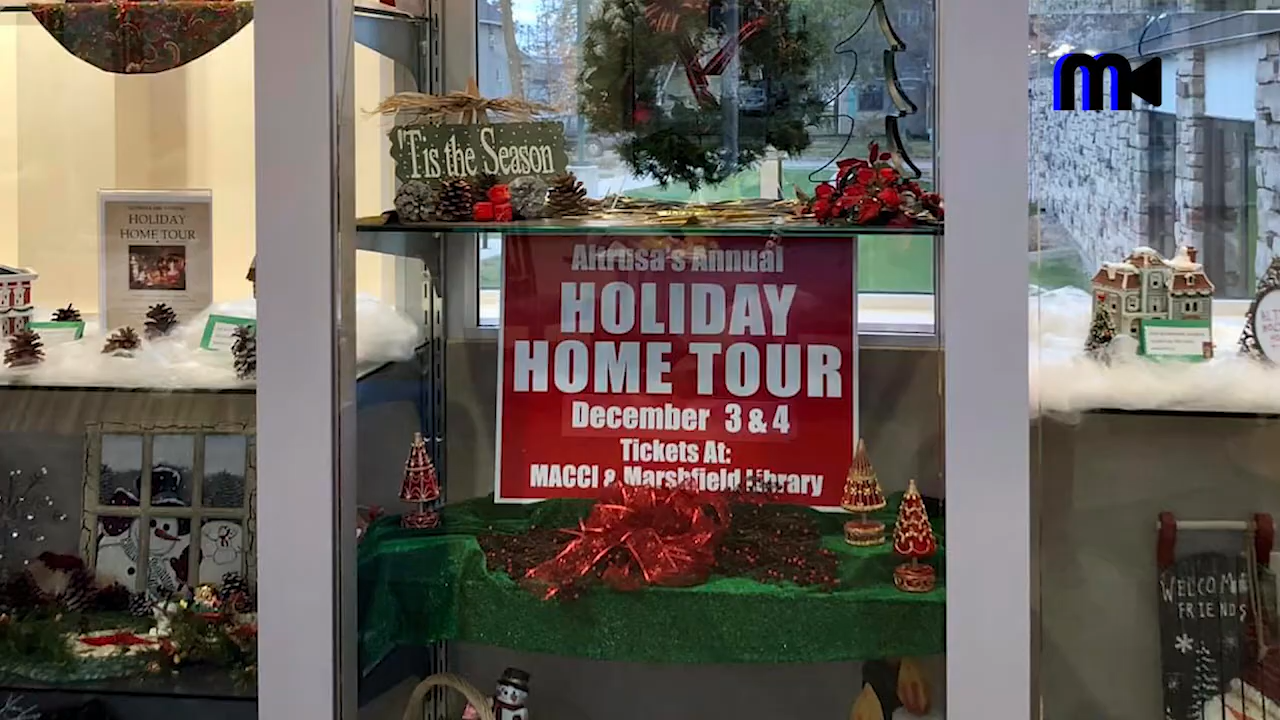 'Tis the Season
HOLIDAY
HOME TOUR
Altrusa's Annual
HOLIDAY
HOME TOUR
December 3 & 4
Tickets At:
MACCI & Marshfield Library
WELCOME
FRIENDS
m